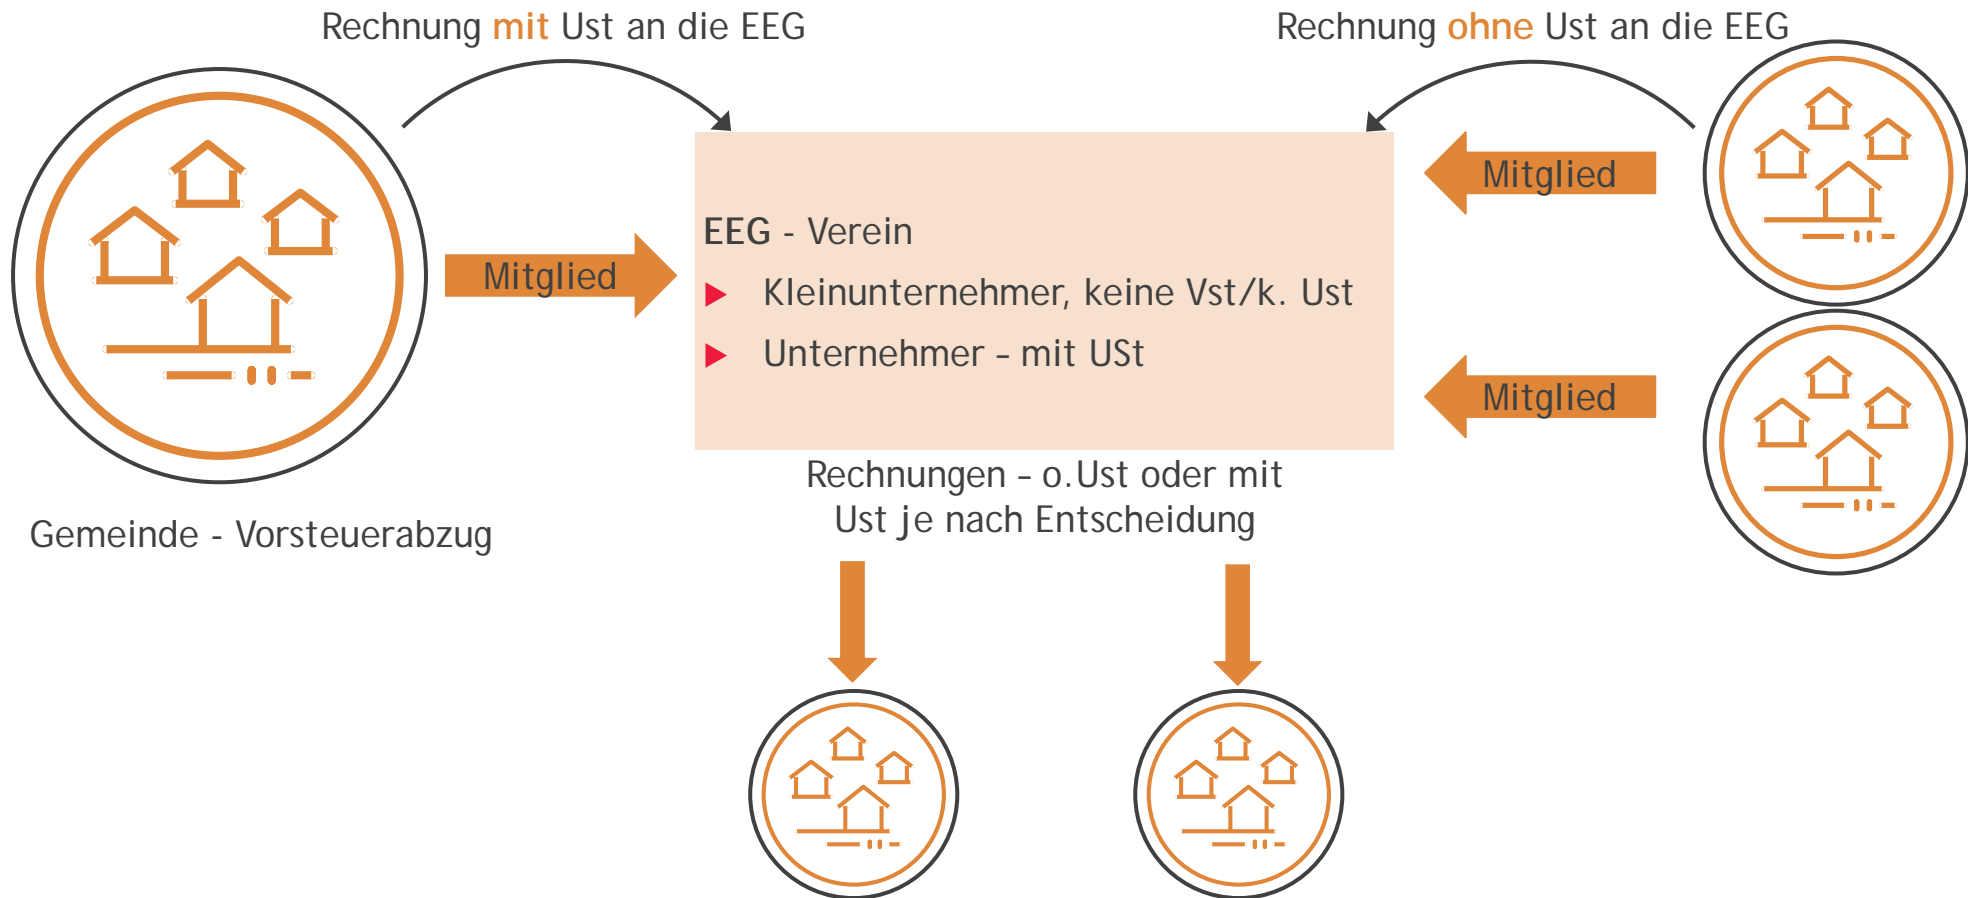 Rechnung mit Ust an die EEG
Rechnung ohne Ust an die EEG
Mitglied
EEG - Verein
Kleinunternehmer, keine Vst/k. Ust
Unternehmer – mit USt
Mitglied
Mitglied
Gemeinde - Vorsteuerabzug
Rechnungen – o.Ust oder mit
Ust je nach Entscheidung